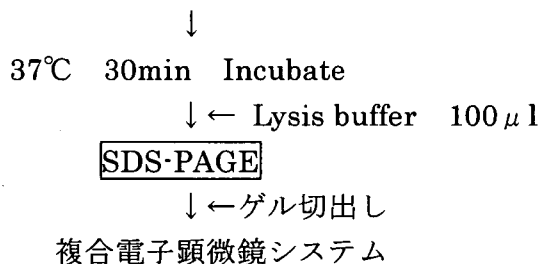 ↓
37℃ 30min Incubate
↓← Lysis buffer 100μl
SDS-PAGE
↓←ゲル切出し
複合電子顕微鏡システム